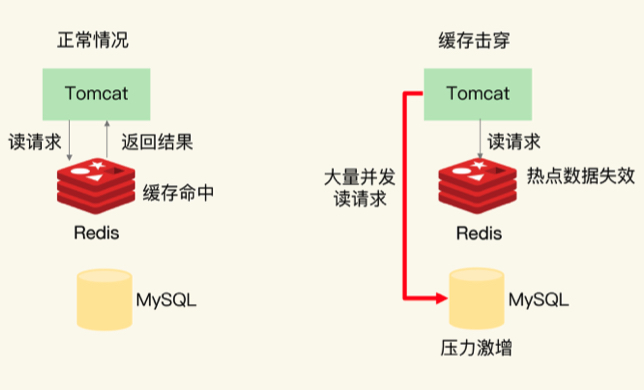 正常情况
Tomcat
读请求
返回结果
缓存命中
Redis
MySQL
缓存击穿
Tomcat
读请求
大量并发
读请求
热点数据失效
Redis
MySQL
压力激增